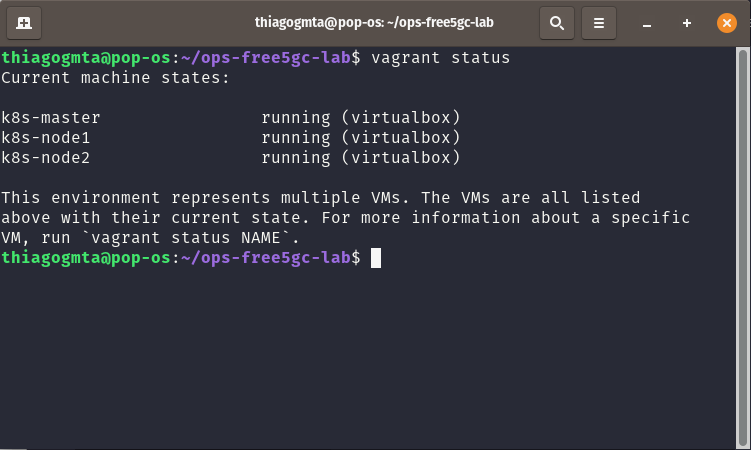 thiagogmta@pop-os: ~/ops-free5gc-lab
thiagogmta@pop-os:~/ops-free5gc-lab$ vagrant status
Current machine states:
k8s-master                running (virtualbox)
k8s-node1                 running (virtualbox)
k8s-node2                 running (virtualbox)
This environment represents multiple VMs. The VMs are all listed
above with their current state. For more information about a specific
VM, run `vagrant status NAME`.
thiagogmta@pop-os:~/ops-free5gc-lab$